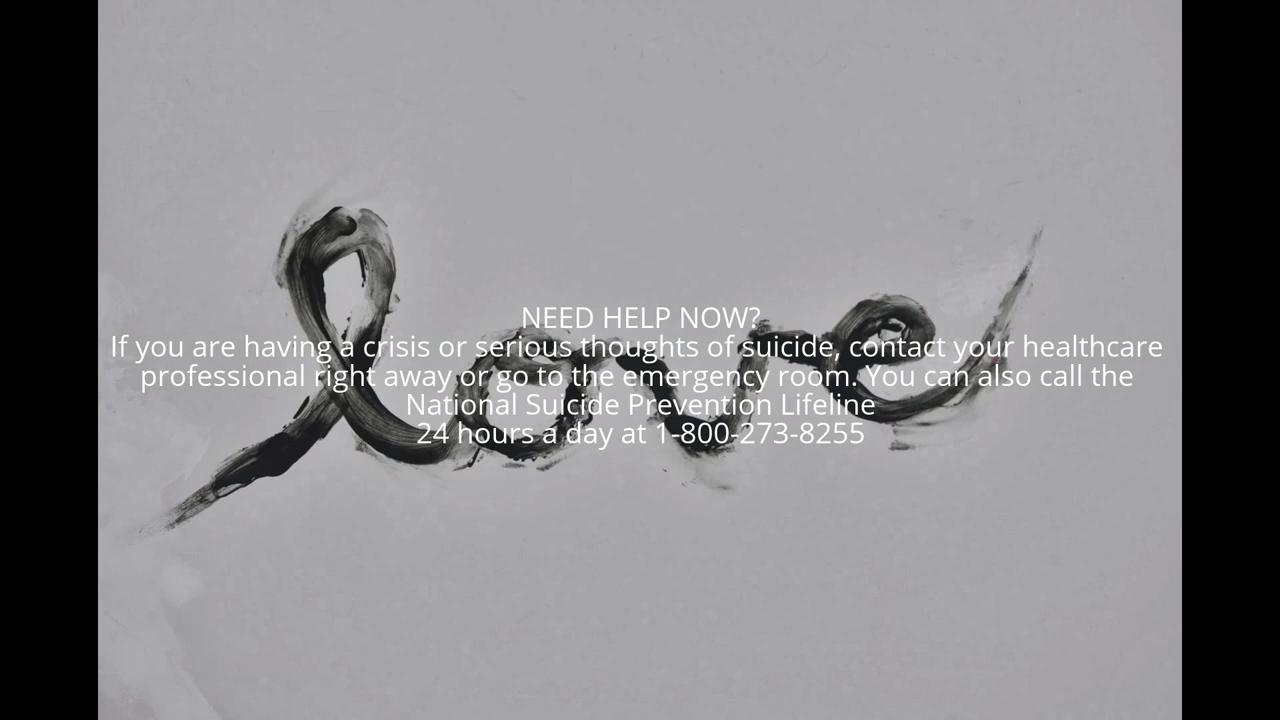 love
NEED HELP NOW?
If you are having a crisis or serious thoughts of suicide, contact your healthcare
professional right away or go to the emergency room. You can also call the
National Suicide Prevention Lifeline
24 hours a day at 1-800-273-8255